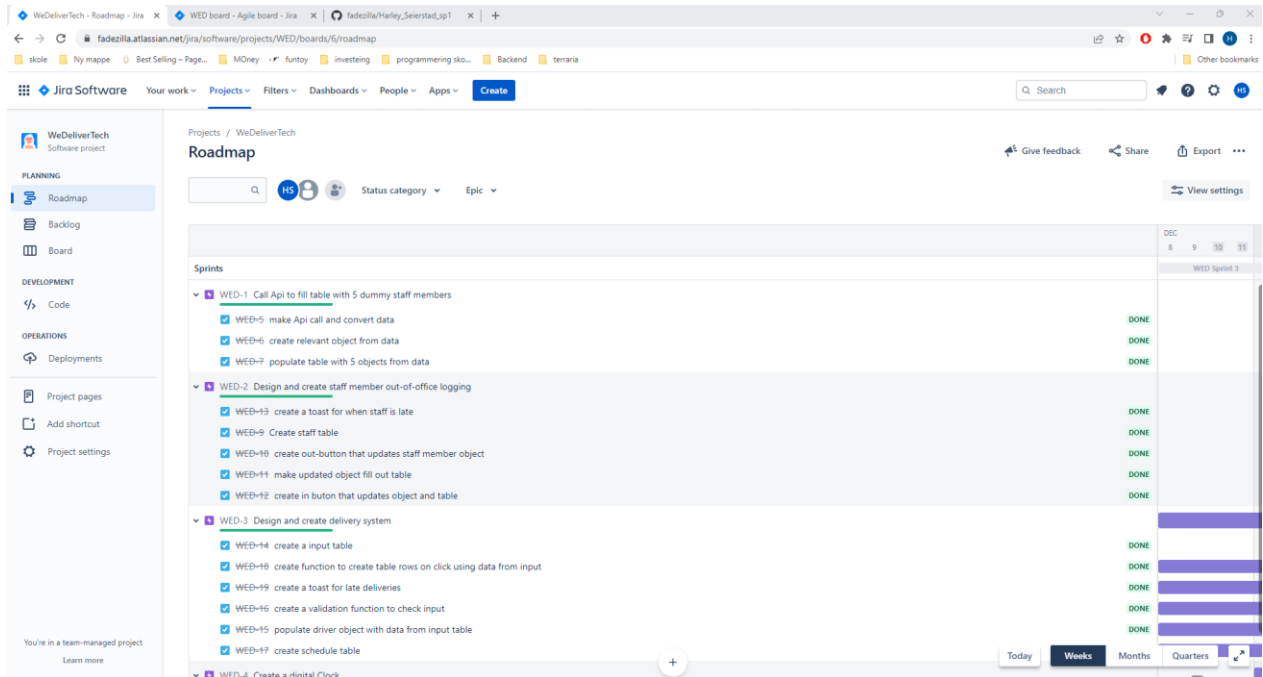 WeDeliverTech - Roadmap - Jira
WED board - Agile board - Jira
fadezilla/Harley_Seierstad_sp1
fadezilla.atlassian.net/jira/software/projects/WED/boards/6/roadmap
H
skole Ny mappe Best Selling – Page... MOney funtoy investeing programmering sko... Backend terraria Other bookmarks
Jira Software Your work Projects Filters Dashboards People Apps Create Search HS
WeDeliverTech
Software project
PLANNING
Roadmap
Backlog
Board
DEVELOPMENT
Code
OPERATIONS
Deployments
Project pages
Add shortcut
Project settings
You're in a team-managed project
Learn more
Projects / WeDeliverTech
Roadmap
Give feedback Share Export
HS Status category Epic View settings
DEC
8 9 10 11
Sprints WED Sprint 3
WED-1 Call Api to fill table with 5 dummy staff members
WED-5 make Api call and convert data DONE
WED-6 create relevant object from data DONE
WED-7 populate table with 5 objects from data DONE
WED-2 Design and create staff member out-of-office logging
WED-13 create a toast for when staff is late DONE
WED-9 Create staff table DONE
WED-10 create out-button that updates staff member object DONE
WED-11 make updated object fill out table DONE
WED-12 create in buton that updates object and table DONE
WED-3 Design and create delivery system
WED-14 create a input table DONE
WED-18 create function to create table rows on click using data from input DONE
WED-19 create a toast for late deliveries DONE
WED-16 create a validation function to check input DONE
WED-15 populate driver object with data from input table DONE
WED-17 create schedule table
Today Weeks Months Quarters
WED-4 Create a digital Clock